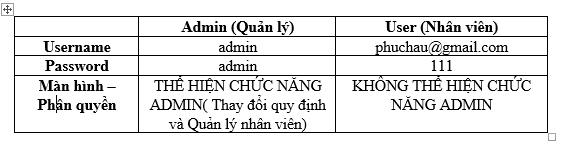 Admin (Quản lý) User (Nhân viên)
Username admin phuchau@gmail.com
Password admin 111
Màn hình – THỂ HIỆN CHỨC NĂNG KHÔNG THỂ HIỆN CHỨC
Phận quyền ADMIN( Thay đổi quy định NĂNG ADMIN
và Quản lý nhân viên)